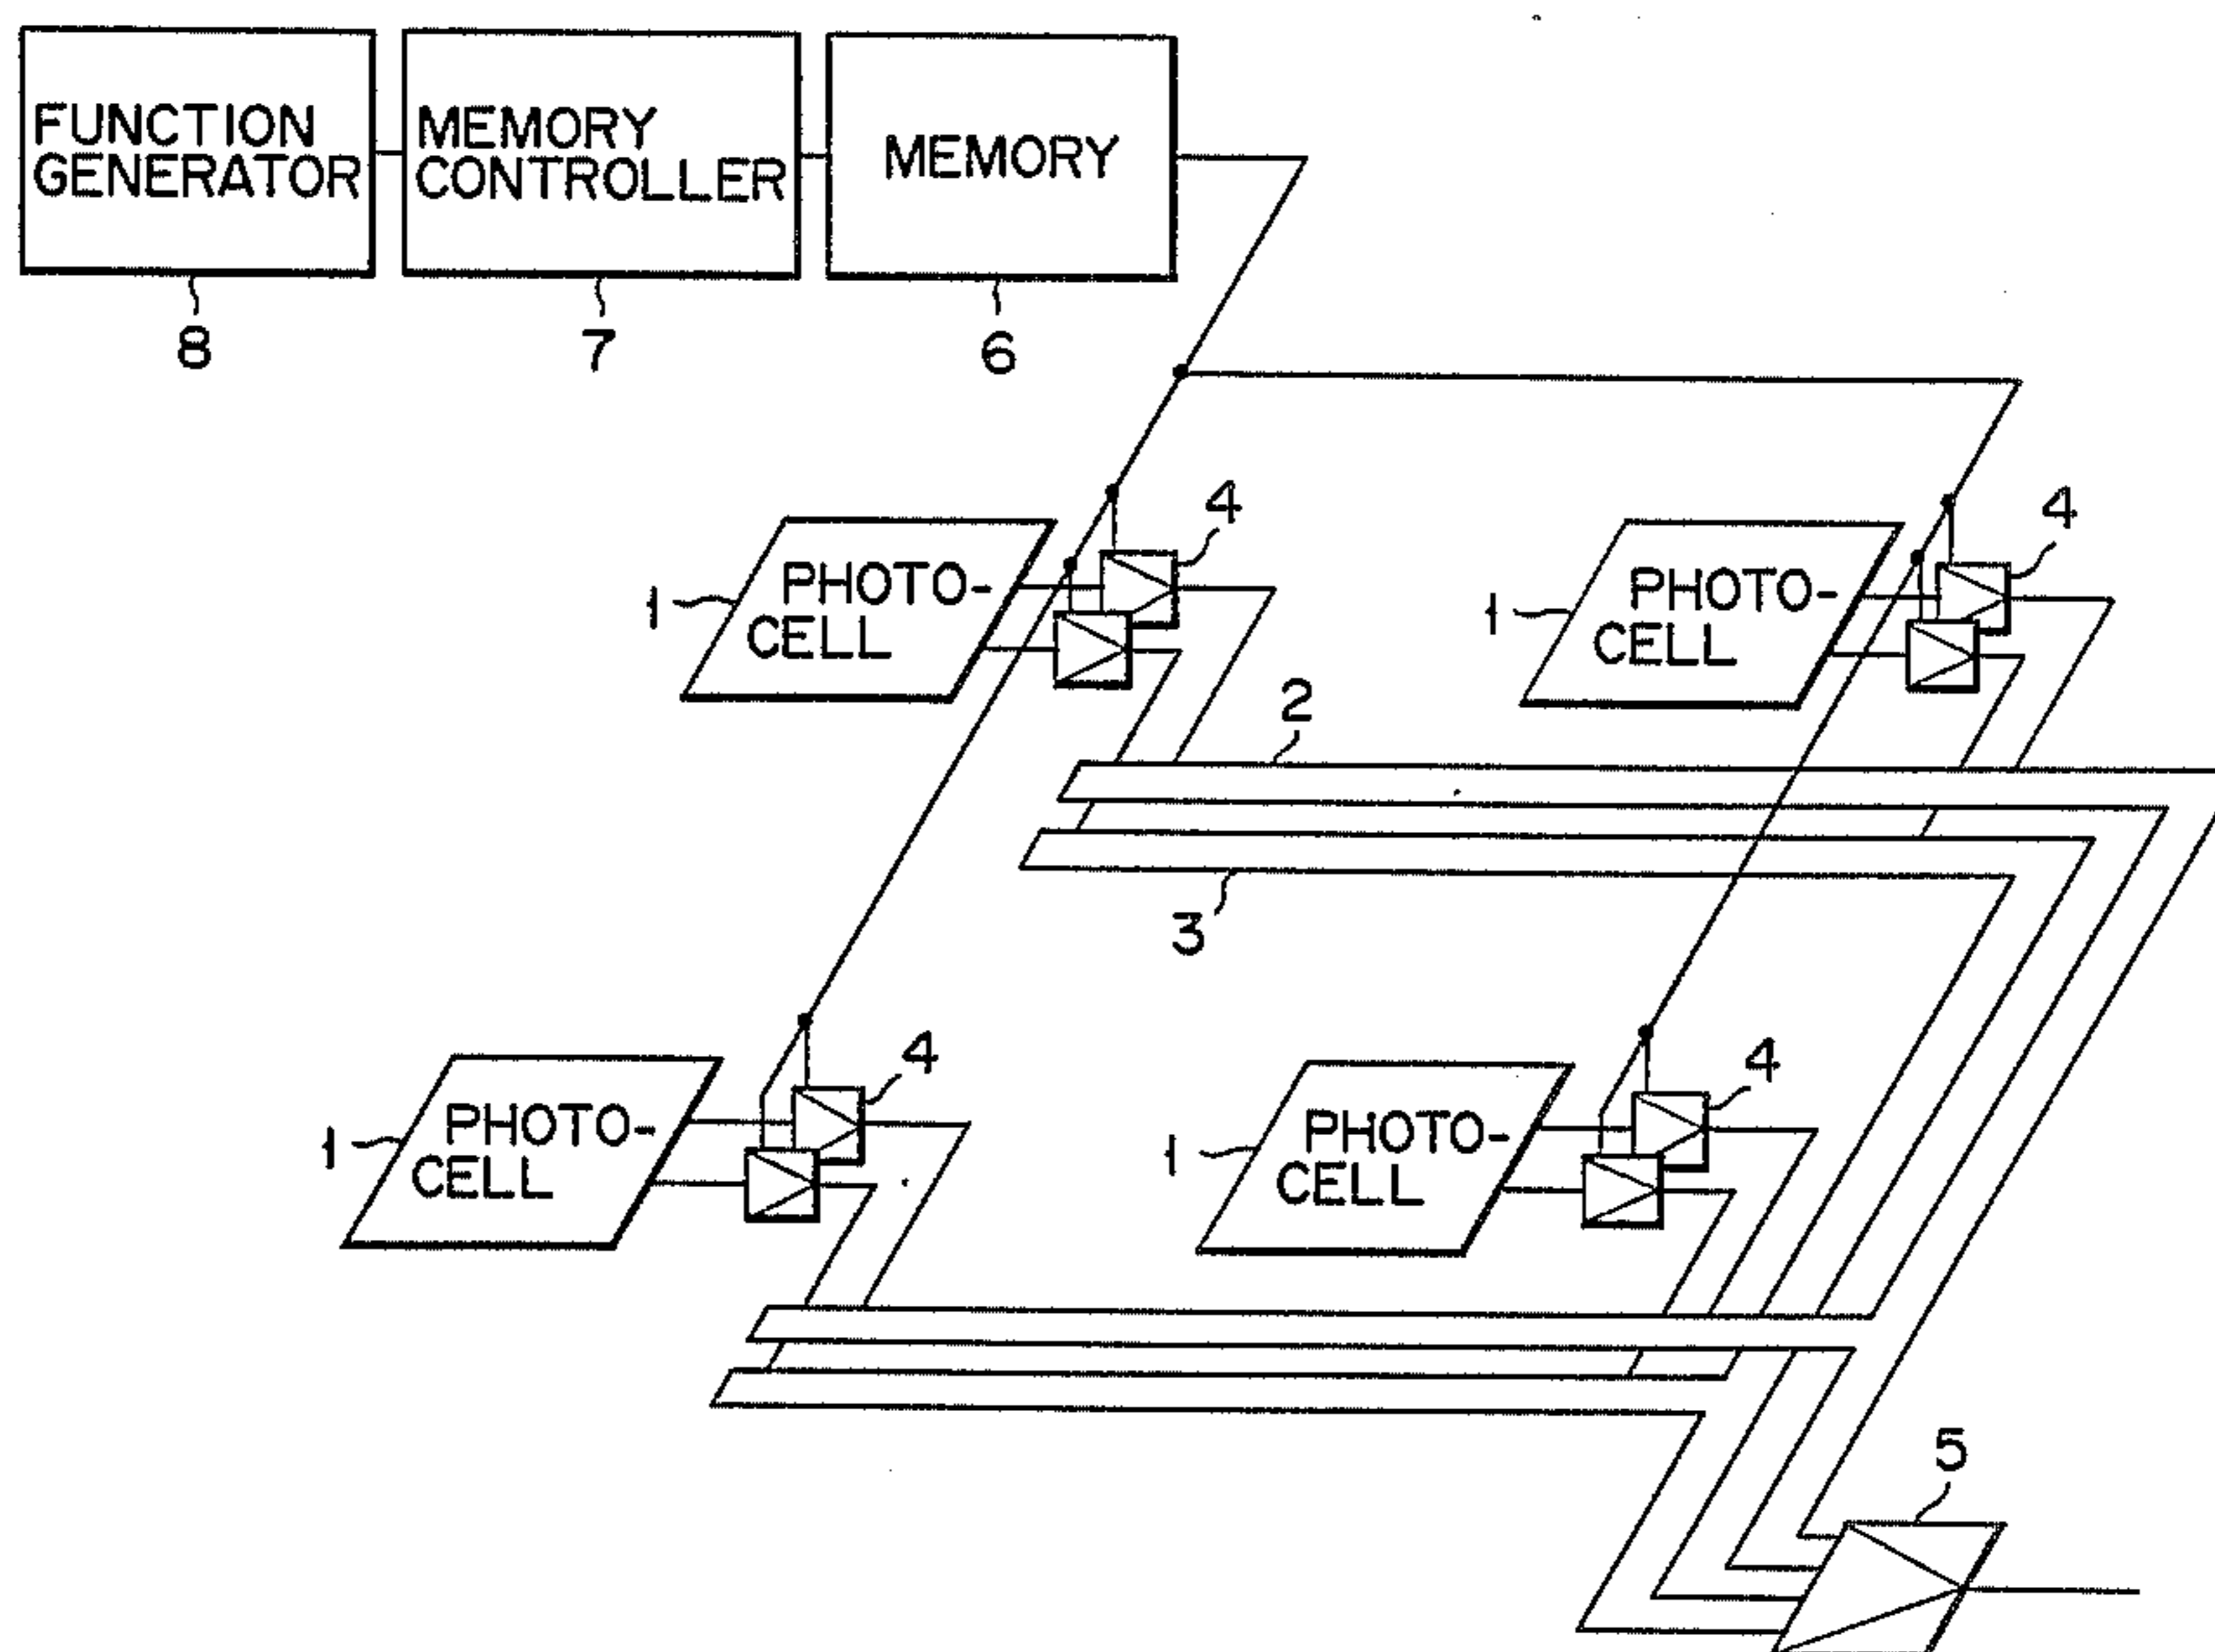 FUNCTION
GENERATOR
MEMORY
CONTROLLER
MEMORY
8
7
6
4
4
1
PHOTO-
CELL
1
PHOTO-
CELL
2
3
4
4
1
PHOTO-
CELL
1
PHOTO-
CELL
5